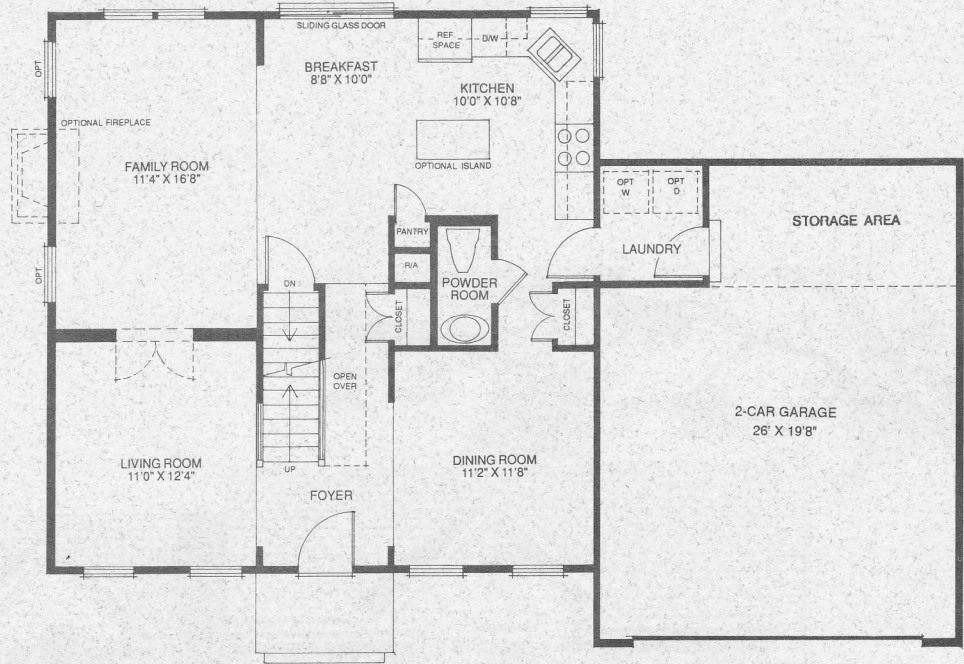 SLIDING GLASS DOOR
REF.
SPACE
D/W
OPT
BREAKFAST
8'8" X 10'0"
KITCHEN
10'0" X 10'8"
OPTIONAL FIREPLACE
FAMILY ROOM
11'4" X 16'8"
OPTIONAL ISLAND
OPT
W
OPT
D
STORAGE AREA
PANTRY
LAUNDRY
R/A
OPT
POWDER
ROOM
DN
CLOSET
CLOSET
OPEN
OVER
2-CAR GARAGE
26' X 19'8"
LIVING ROOM
11'0" X 12'4"
DINING ROOM
11'2" X 11'8"
UP
FOYER